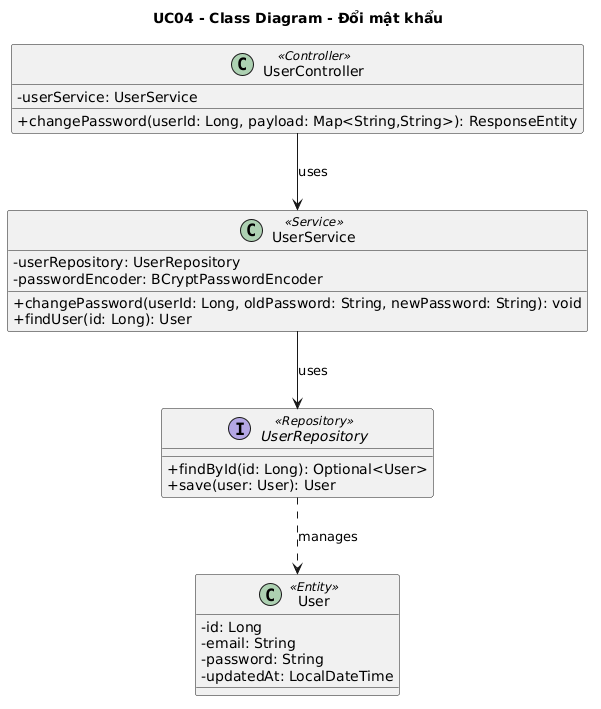 UC04 - Class Diagram - Đổi mật khẩu
C
«Controller»
UserController
-userService: UserService
+changePassword(userId: Long, payload: Map<String,String>): ResponseEntity
uses
C
«Service»
UserService
-userRepository: UserRepository
-passwordEncoder: BCryptPasswordEncoder
+changePassword(userId: Long, oldPassword: String, newPassword: String): void
+findUser(id: Long): User
uses
I
«Repository»
UserRepository
+findById(id: Long): Optional<User>
+save(user: User): User
manages
C
«Entity»
User
-id: Long
-email: String
-password: String
-updatedAt: LocalDateTime